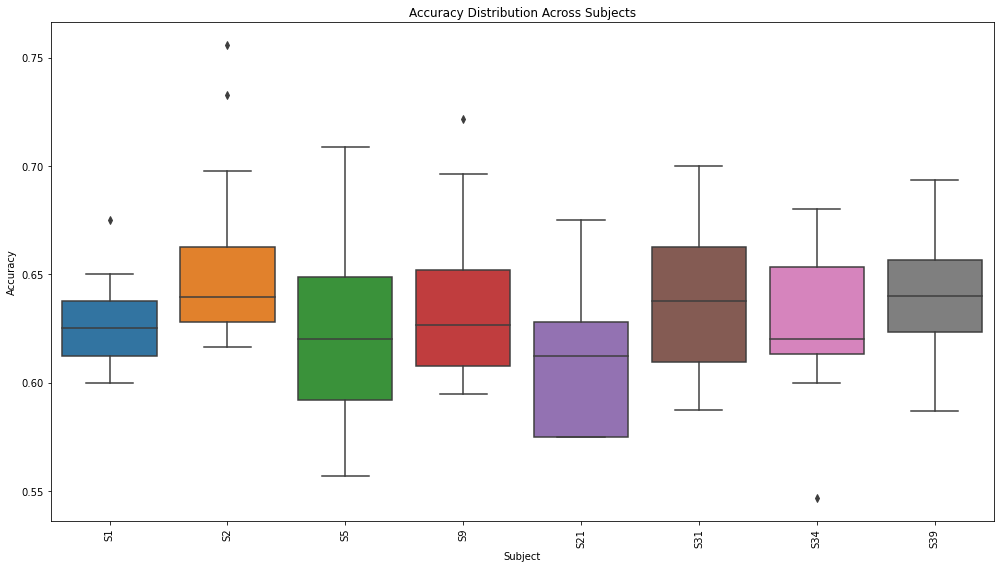 Accuracy Distribution Across Subjects
Accuracy
0.75
0.70
0.65
0.60
0.55
S1
S2
S5
S9
S21
S31
S34
S39
Subject